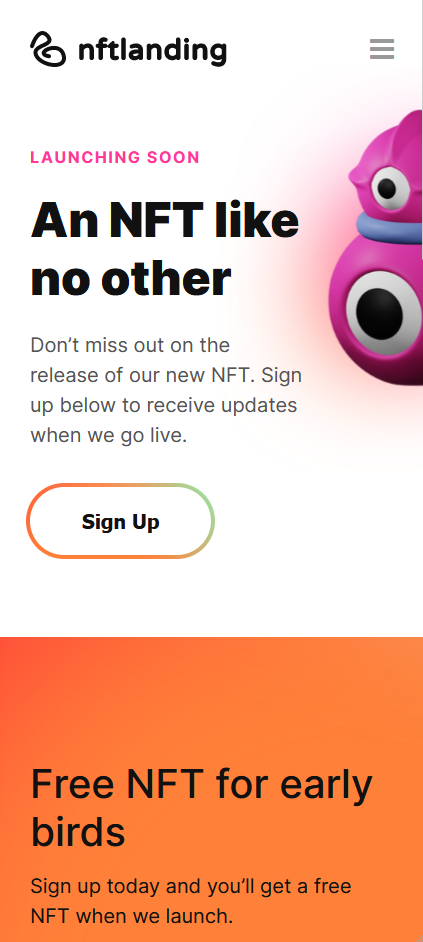 nftlanding
LAUNCHING SOON
An NFT like
no other
Don’t miss out on the
release of our new NFT. Sign
up below to receive updates
when we go live.
Sign Up
Free NFT for early
birds
Sign up today and you’ll get a free
NFT when we launch.